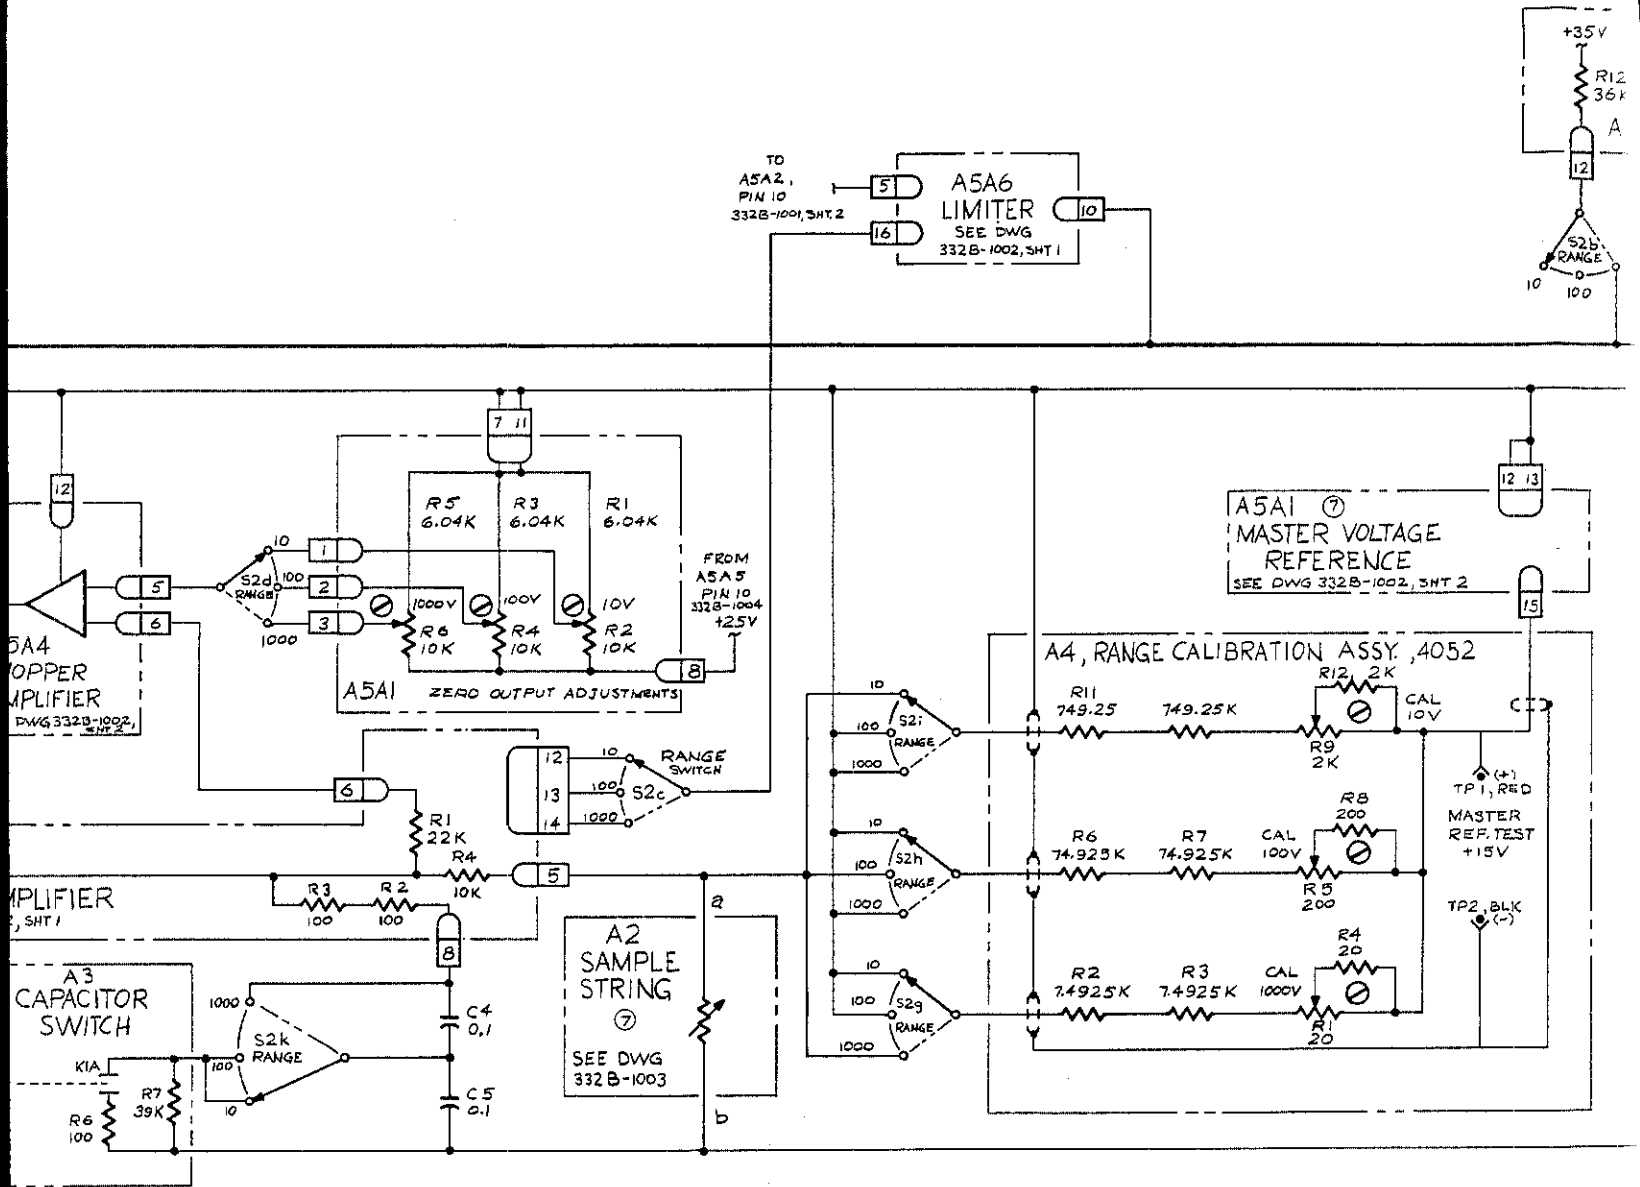 +35V
R12
36K
A
12
S2b
RANGE
10
100
TO
A5A2,
PIN 10
332B-1001, SHT. 2
5
16
A5A6
LIMITER
SEE DWG
332B-1002, SHT 1
10
7 11
12
R5
6.04K
R3
6.04K
R1
6.04K
10
100
1000
S2d
RANGE
1
2
3
5
6
1000V
100V
10V
R6
10K
R4
10K
R2
10K
FROM
A5A5
PIN 10
332B-1004
+25V
8
A5A1
ZERO OUTPUT ADJUSTMENTS
5A4
OPPER
MPLIFIER
DWG 332B-1002,
SHT 2
12 13
A5A1 ⑦
MASTER VOLTAGE
REFERENCE
SEE DWG 332B-1002, SHT 2
15
A4, RANGE CALIBRATION ASSY, 4052
10
100
1000
S2i
RANGE
R11
749.25
749.25K
R12, 2K
CAL
10V
R9
2K
(+)
TP1, RED
MASTER
REF. TEST
+15V
TP2, BLK
(-)
10
100
1000
S2h
RANGE
R6
74.925K
R7
74.925K
CAL
100V
R8
200
R5
200
10
100
1000
S2g
RANGE
R2
7.4925K
R3
7.4925K
CAL
1000V
R4
20
R1
20
12
13
14
10
100
1000
S2c
RANGE
SWITCH
6
R1
22K
R4
10K
5
R3
100
R2
100
8
MPLIFIER
, SHT 1
a
A2
SAMPLE
STRING
⑦
SEE DWG
332B-1003
b
A3
CAPACITOR
SWITCH
1000
100
10
S2k
RANGE
C4
0.1
C5
0.1
K1A
R7
39K
R6
100